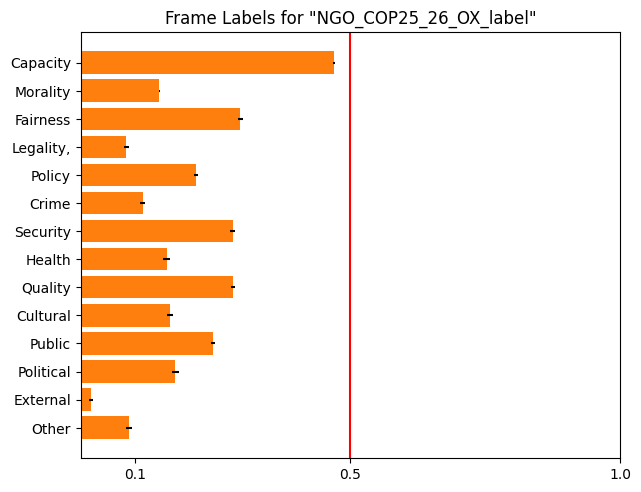 Frame Labels for "NGO_COP25_26_OX_label"
Capacity
Morality
Fairness
Legality,
Policy
Crime
Security
Health
Quality
Cultural
Public
Political
External
Other
0.1 0.5 1.0